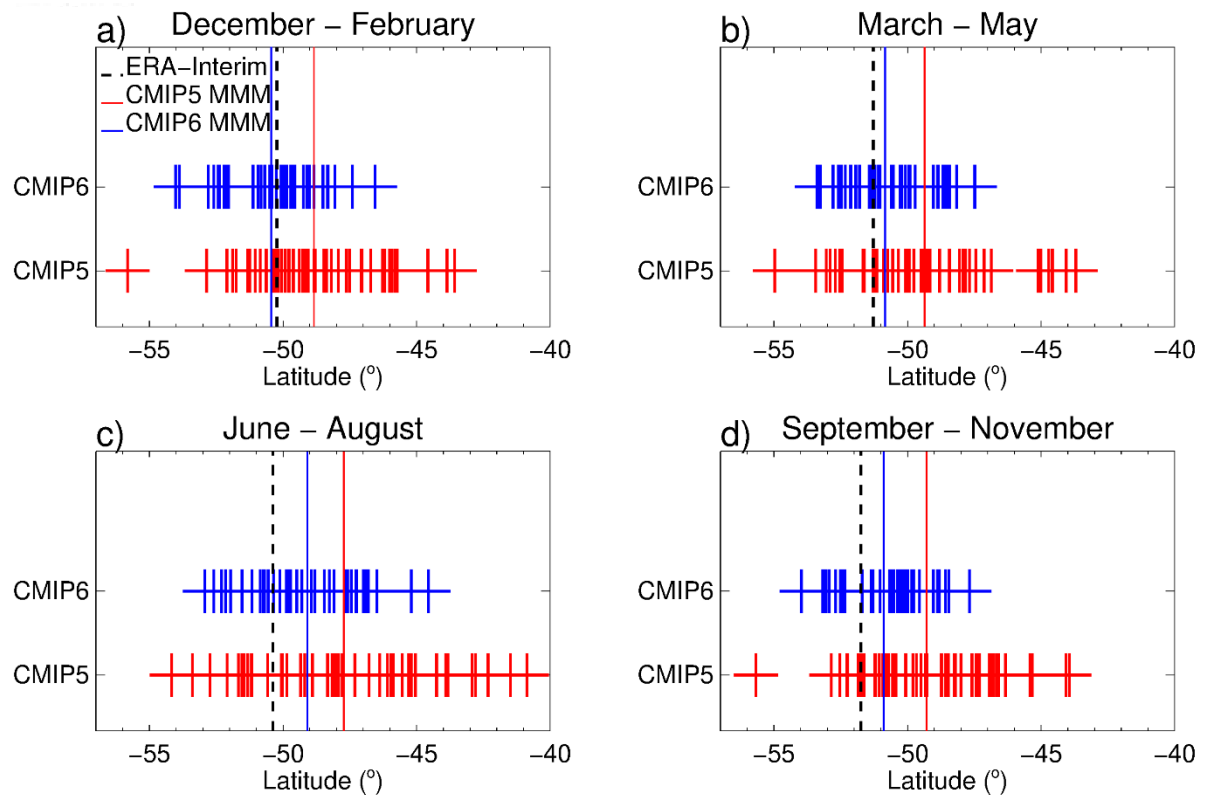 a) December – February
ERA–Interim
CMIP5 MMM
CMIP6 MMM
CMIP6
CMIP5
–55 –50 –45 –40
Latitude (o)
b) March – May
CMIP6
CMIP5
–55 –50 –45 –40
Latitude (o)
c) June – August
CMIP6
CMIP5
–55 –50 –45 –40
Latitude (o)
d) September – November
CMIP6
CMIP5
–55 –50 –45 –40
Latitude (o)